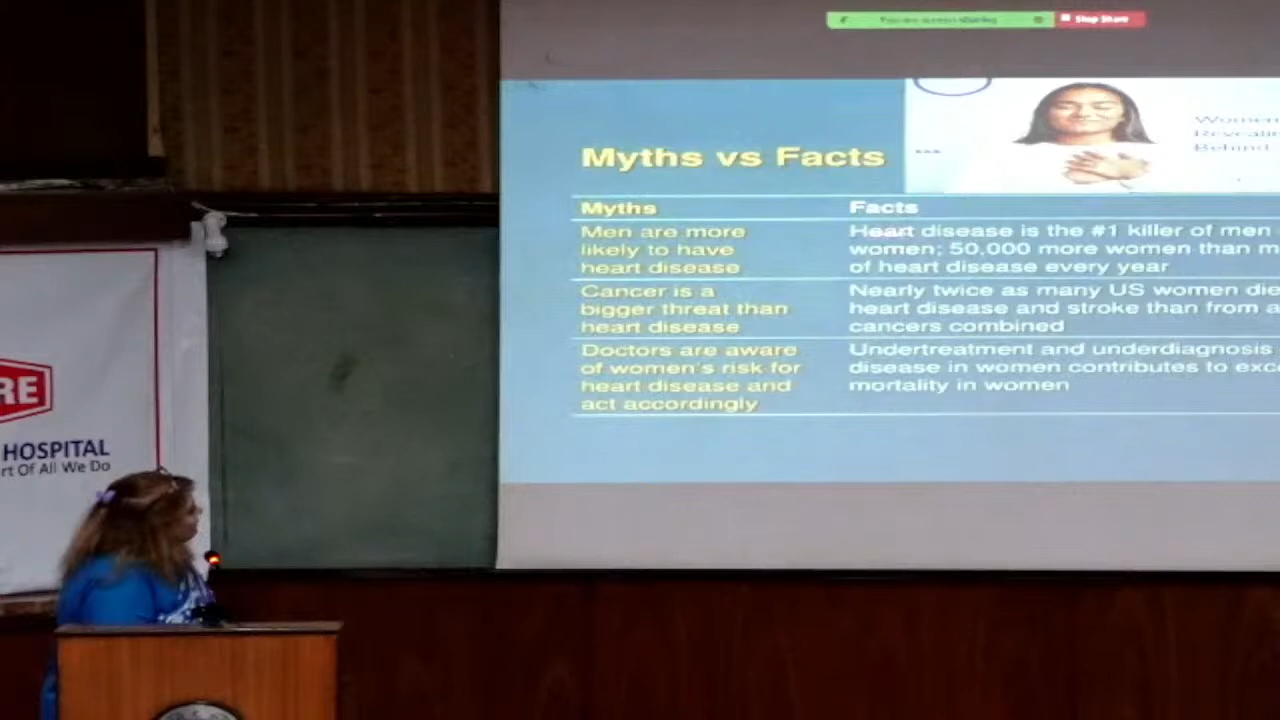 Stop Share
Women
Behind
Myths vs Facts
Myths
Facts
Men are more
likely to have
heart disease
Heart disease is the #1 killer of men
women; 50,000 more women than m
of heart disease every year
Cancer is a
bigger threat than
heart disease
Nearly twice as many US women die
heart disease and stroke than from a
cancers combined
Doctors are aware
of women's risk for
heart disease and
act accordingly
Undertreatment and underdiagnosis
disease in women contributes to exc
mortality in women
RE
HOSPITAL
rt Of All We Do